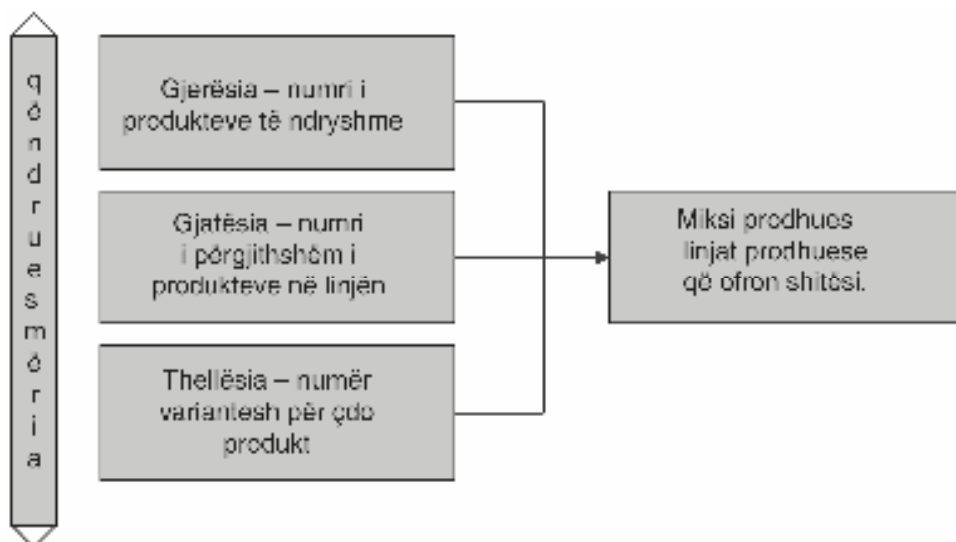 qëndruesmëria
Gjerësia – numri i
produkteve të ndryshme
Gjatësia – numri
i përgjithshëm i
produkteve në linjën
Thellësia – numër
variantesh për çdo
produkt
Miksi prodhues
linjat prodhuese
që ofron shitësi.